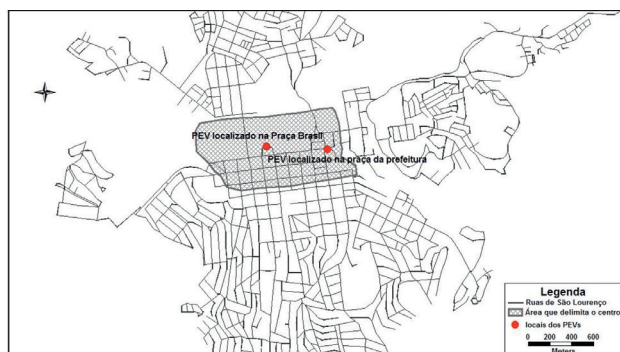 PEV localizado na Praça Brasil
PEV localizado na praça da prefeitura
Legenda
Ruas de São Lourenço
Área que delimita o centro
locais dos PEVs
0 200 400 600
Meters